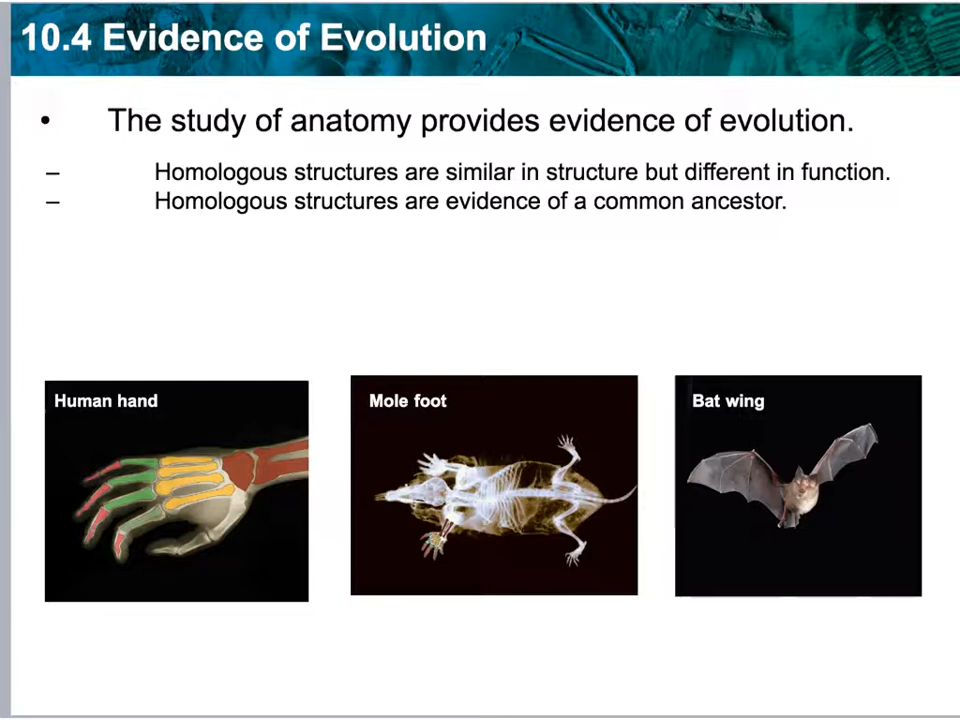 10.4 Evidence of Evolution
• The study of anatomy provides evidence of evolution.
– Homologous structures are similar in structure but different in function.
– Homologous structures are evidence of a common ancestor.
Human hand
Mole foot
Bat wing